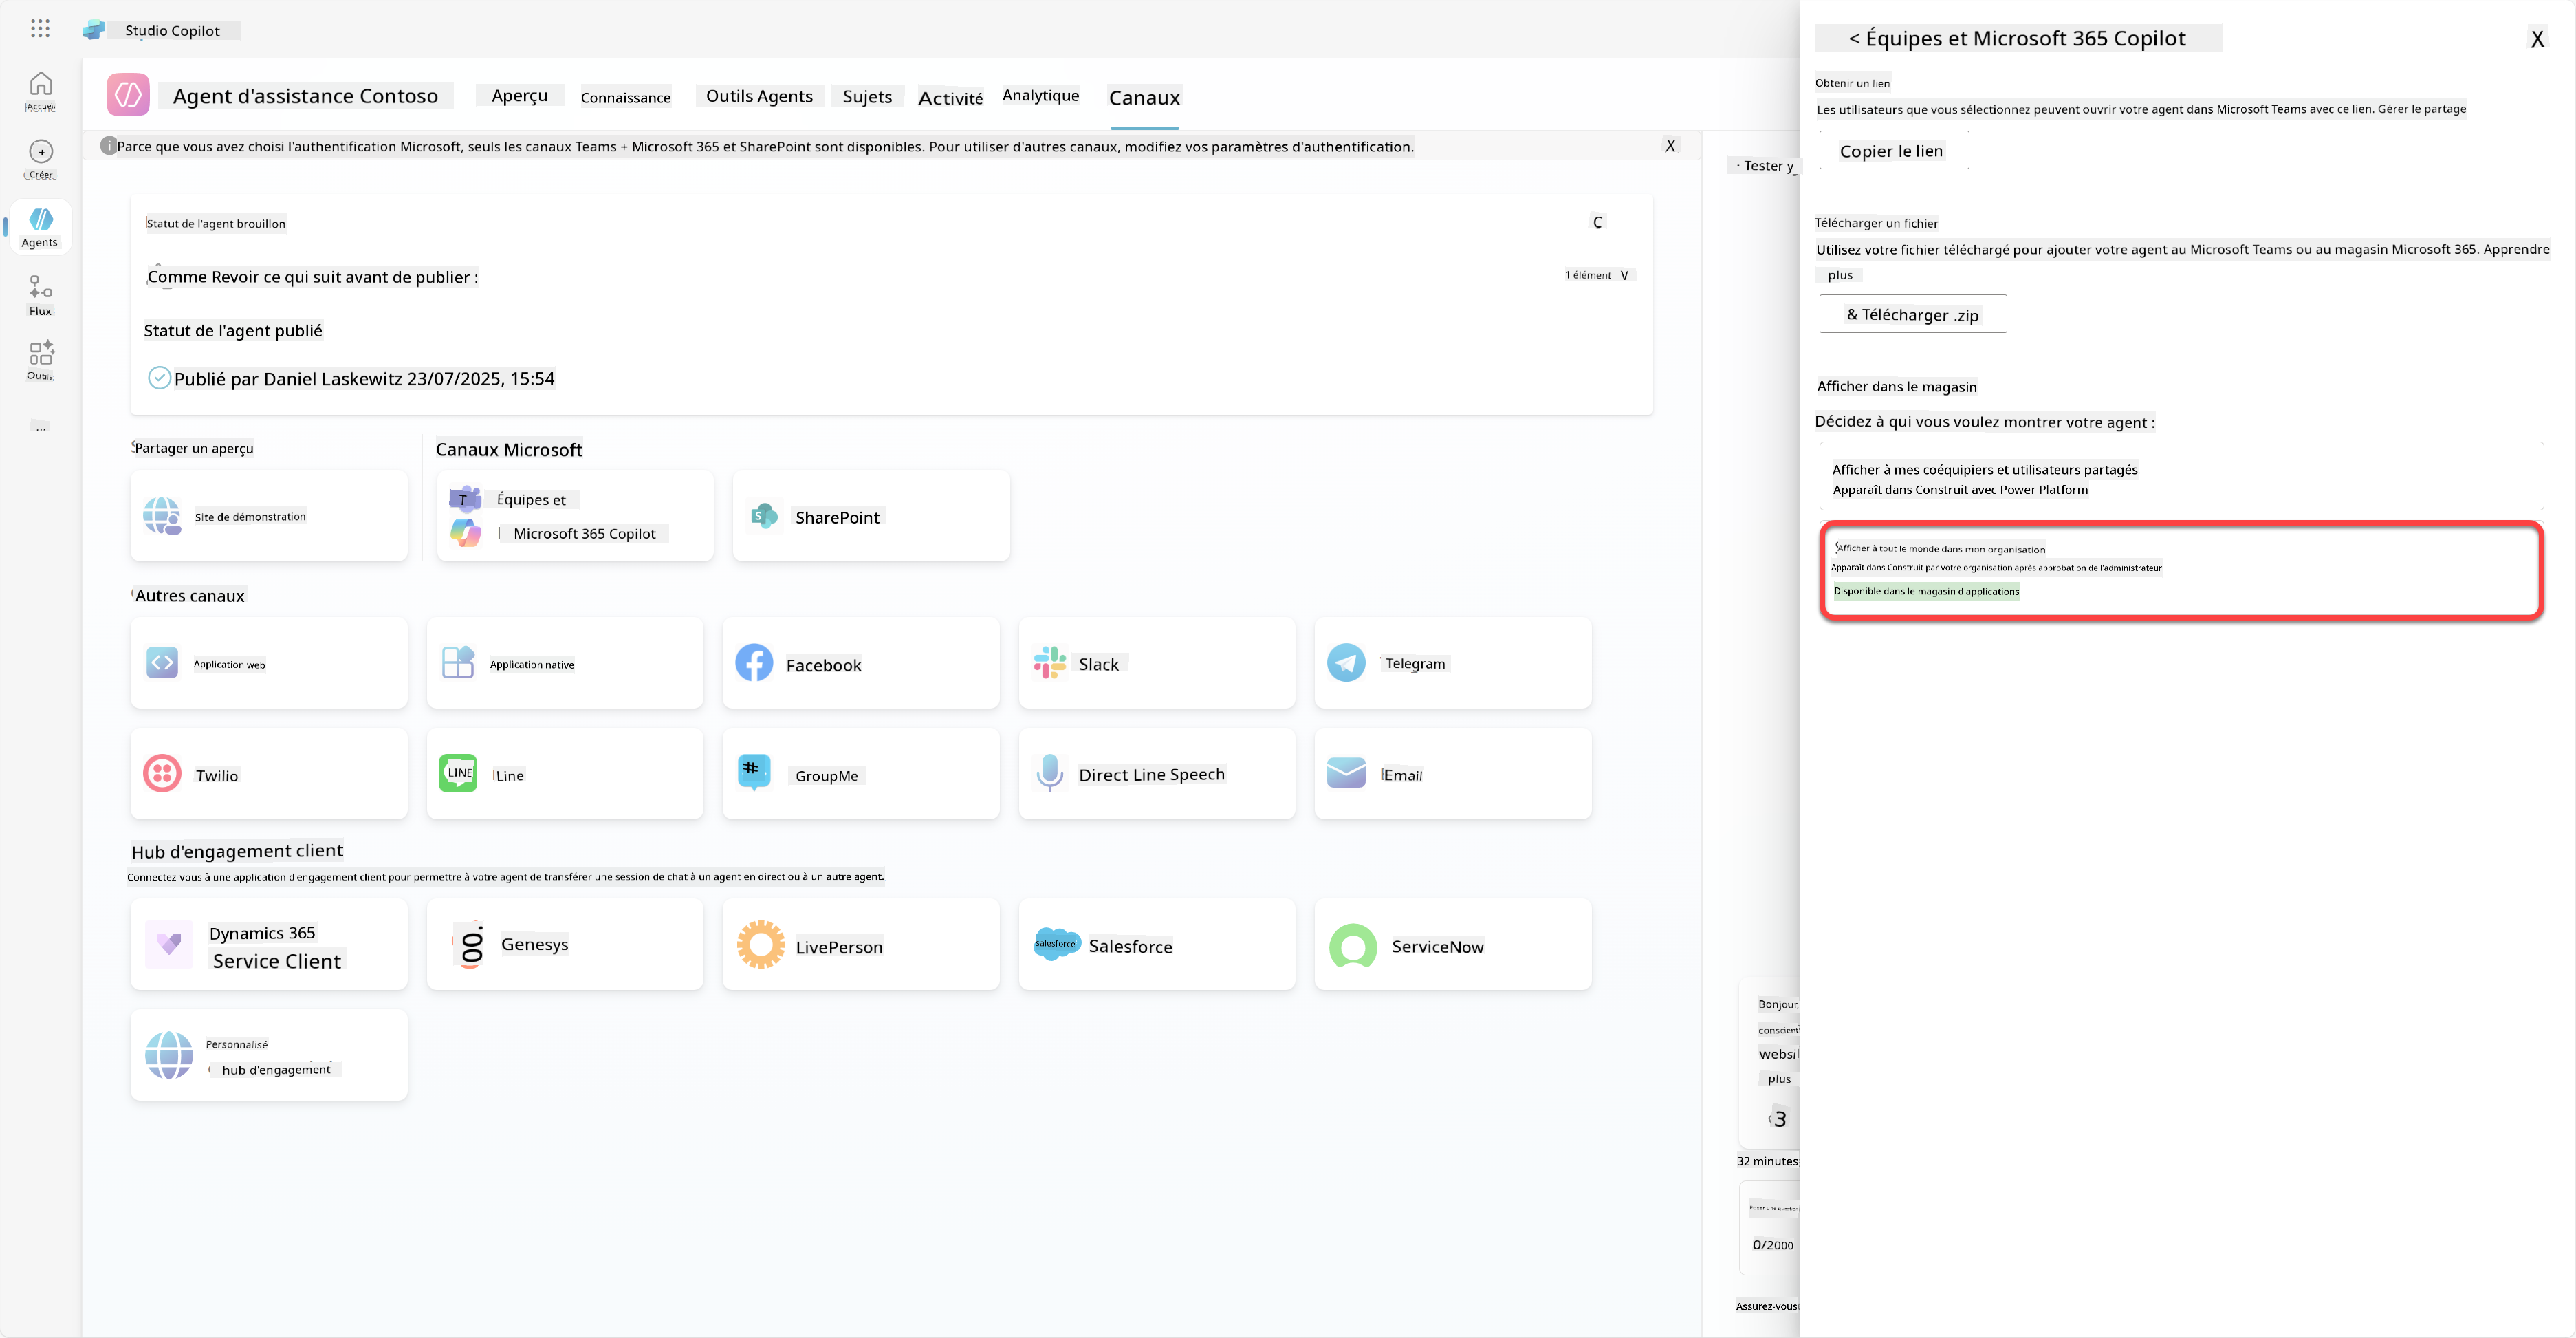 Studio Copilot
Accueil
Créer
Agents
Flux
Outils
Agent d'assistance Contoso
Aperçu
Connaissance
Outils Agents
Sujets
Activité
Analytique
Canaux
Parce que vous avez choisi l'authentification Microsoft, seuls les canaux Teams + Microsoft 365 et SharePoint sont disponibles. Pour utiliser d'autres canaux, modifiez vos paramètres d'authentification.
X
Statut de l'agent brouillon
C
Comme Revoir ce qui suit avant de publier :
1 élément V
Statut de l'agent publié
Publié par Daniel Laskewitz 23/07/2025, 15:54
Partager un aperçu
Site de démonstration
Canaux Microsoft
T
Équipes et
Microsoft 365 Copilot
S
SharePoint
Autres canaux
Application web
Application native
Facebook
Slack
Telegram
Twilio
LINE
Line
#
GroupMe
Direct Line Speech
Email
Hub d'engagement client
Connectez-vous à une application d'engagement client pour permettre à votre agent de transférer une session de chat à un agent en direct ou à un autre agent.
Dynamics 365
Service Client
00.
Genesys
LivePerson
salesforce
Salesforce
ServiceNow
Personnalisé
hub d'engagement
· Tester y
Bonjour,
conscient
websi
plus
3
32 minutes
0/2000
Assurez-vous
< Équipes et Microsoft 365 Copilot
X
Obtenir un lien
Les utilisateurs que vous sélectionnez peuvent ouvrir votre agent dans Microsoft Teams avec ce lien. Gérer le partage
Copier le lien
Télécharger un fichier
Utilisez votre fichier téléchargé pour ajouter votre agent au Microsoft Teams ou au magasin Microsoft 365. Apprendre
plus
& Télécharger .zip
Afficher dans le magasin
Décidez à qui vous voulez montrer votre agent :
Afficher à mes coéquipiers et utilisateurs partagés
Apparaît dans Construit avec Power Platform
Afficher à tout le monde dans mon organisation
Apparaît dans Construit par votre organisation après approbation de l'administrateur
Disponible dans le magasin d'applications